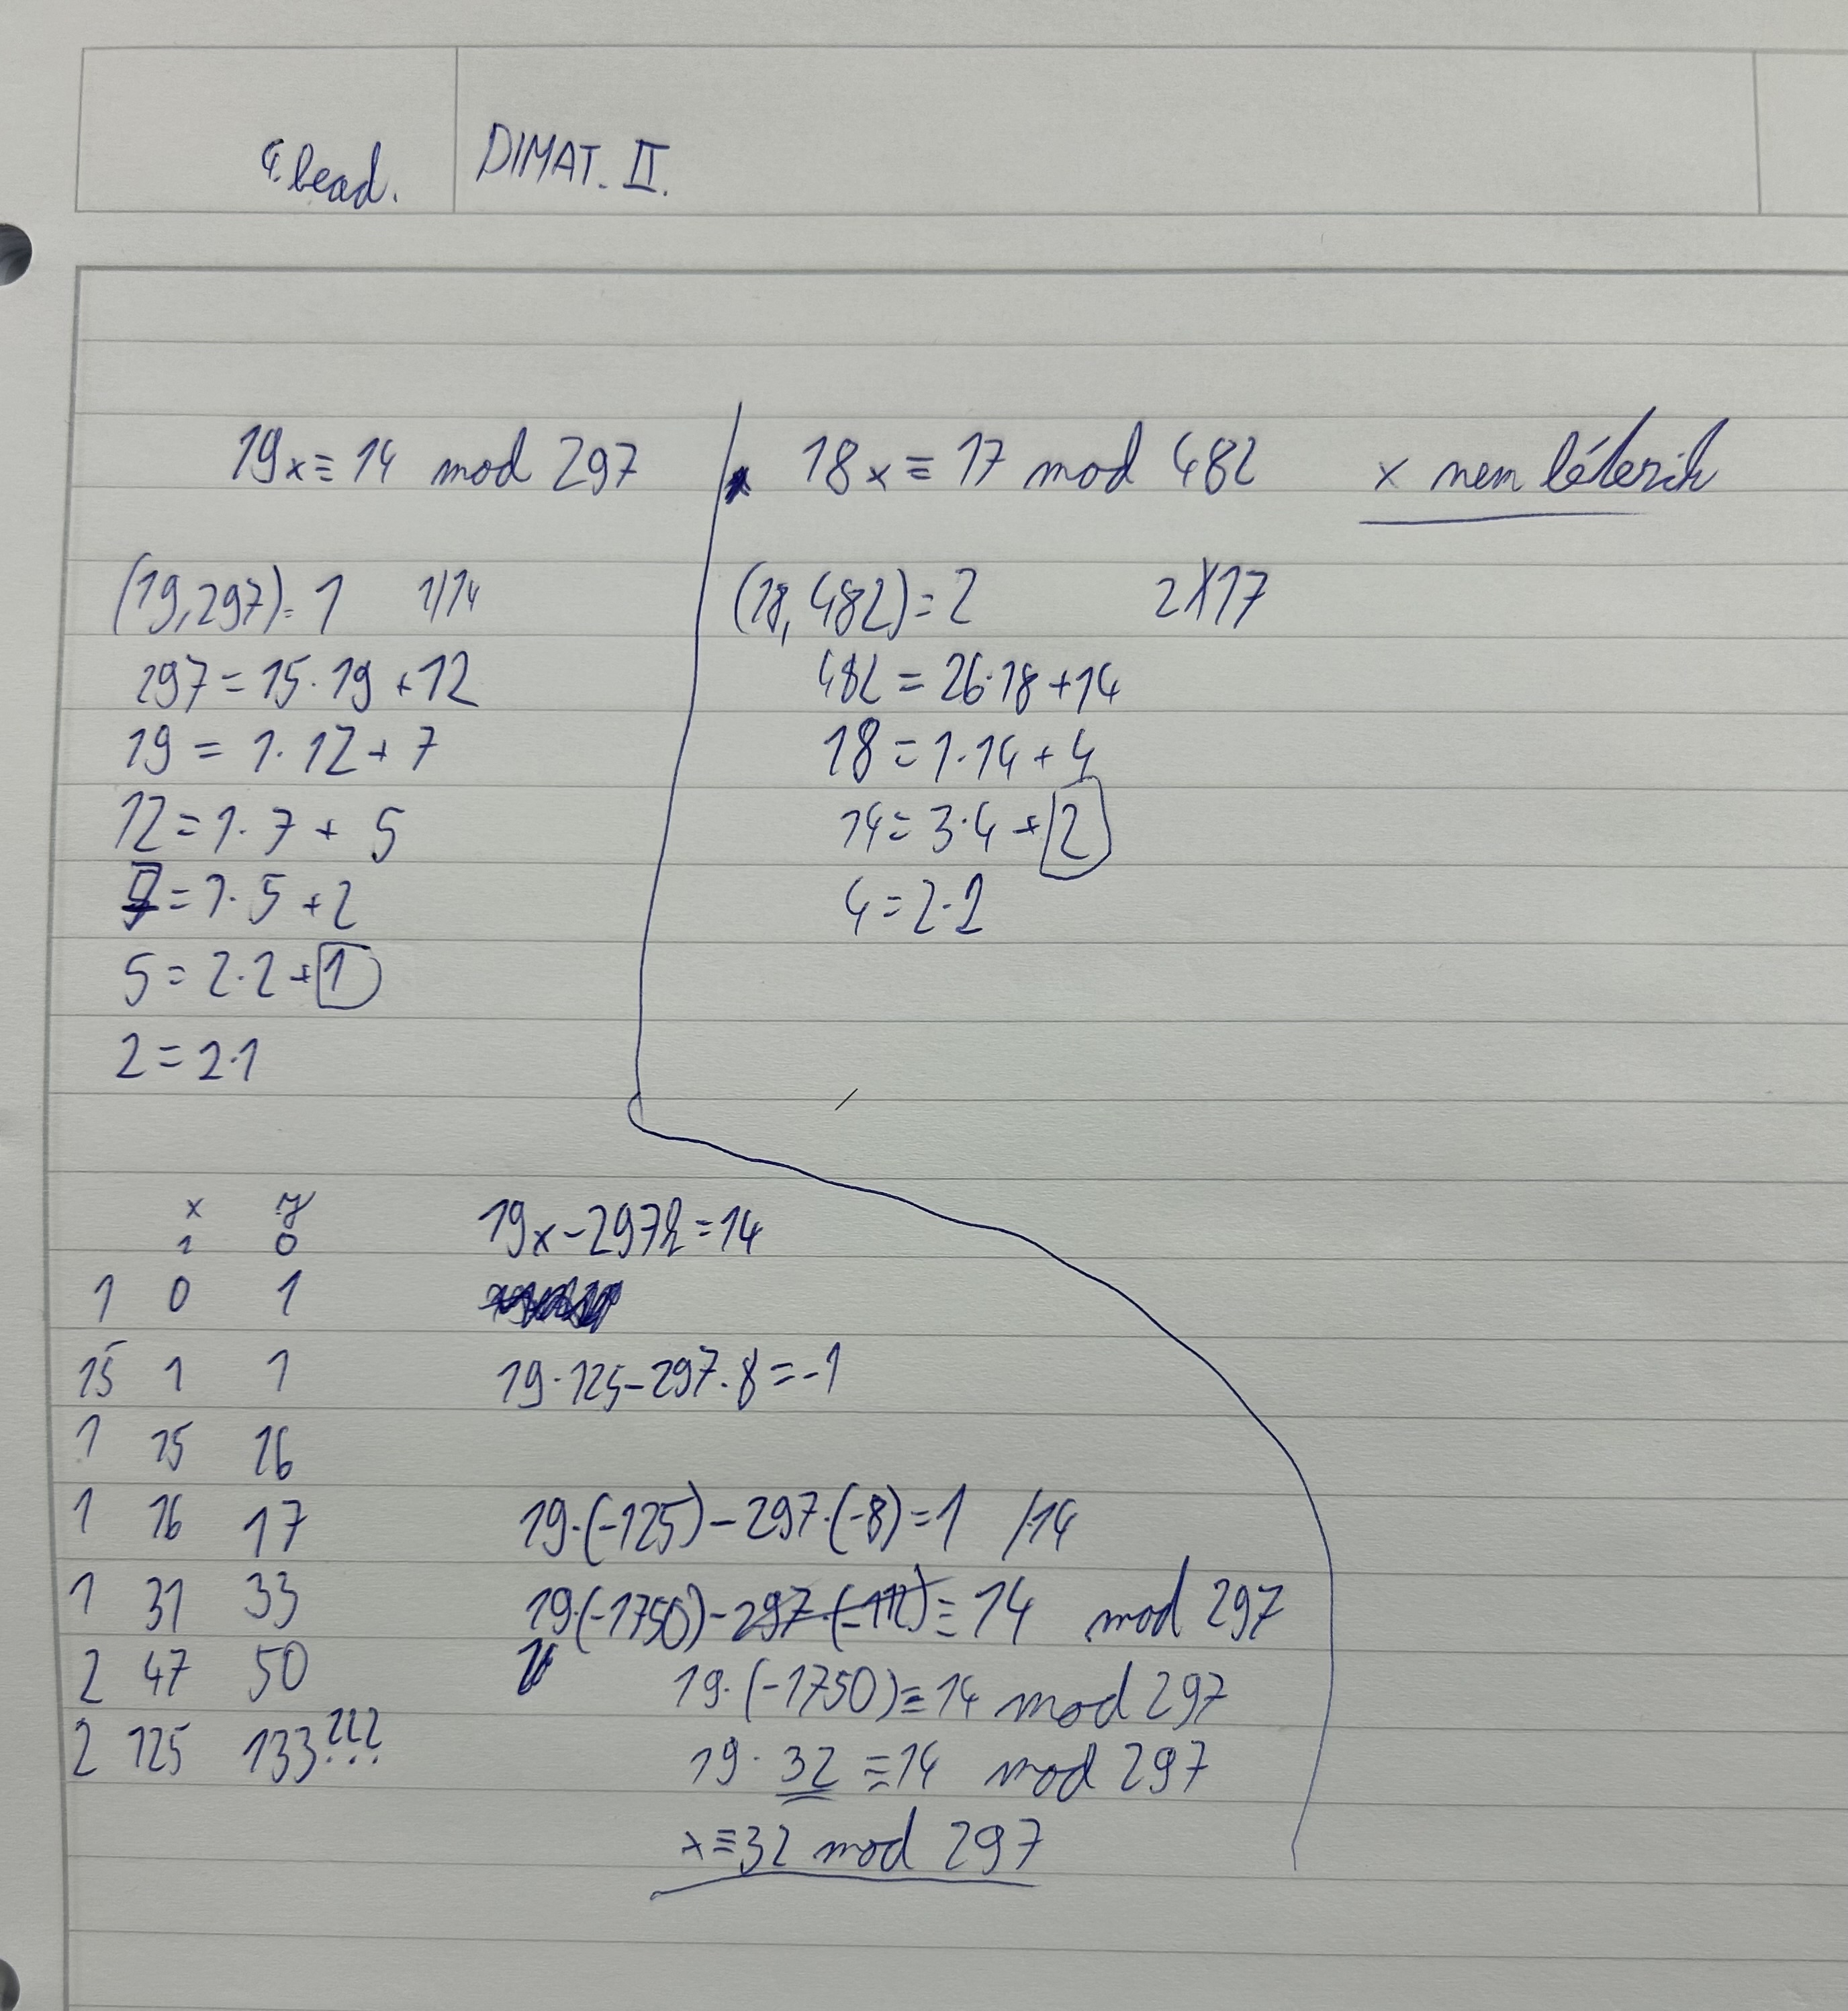 4. bead. DIMAT. II.
19x ≡ 14 mod 297
(19,297)=1 1|14
297 = 15·19 + 12
19 = 1·12 + 7
12 = 1·7 + 5
7 = 1·5 + 2
5 = 2·2 + 1
2 = 2·1
18x ≡ 17 mod 482 x nem létezik
(18,482) = 2 2∤17
482 = 26·18 + 14
18 = 1·14 + 4
14 = 3·4 + 2
4 = 2·2
x y
1 0
1 0 1
15 1 1
1 15 16
1 16 17
1 31 33
2 47 50
2 125 133???
19x - 297k = 14
19·125 - 297·8 = -1
19·(-125) - 297·(-8) = 1 /·14
19·(-1750) - 297·(-112) ≡ 14 mod 297
19·(-1750) ≡ 14 mod 297
19·32 ≡ 14 mod 297
x ≡ 32 mod 297